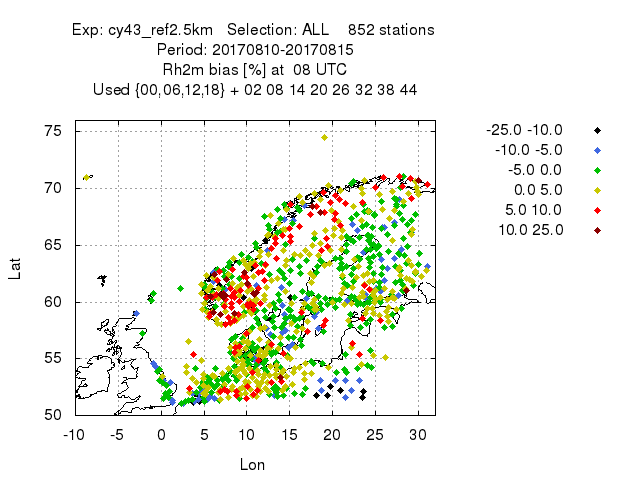 Exp: cy43_ref2.5km   Selection: ALL    852 stations
Period: 20170810-20170815
Rh2m bias [%] at  08 UTC
Used {00,06,12,18} + 02 08 14 20 26 32 38 44
-25.0 -10.0
-10.0 -5.0
-5.0 0.0
0.0 5.0
5.0 10.0
10.0 25.0
75
70
65
60
55
50
Lat
-10 -5 0 5 10 15 20 25 30
Lon